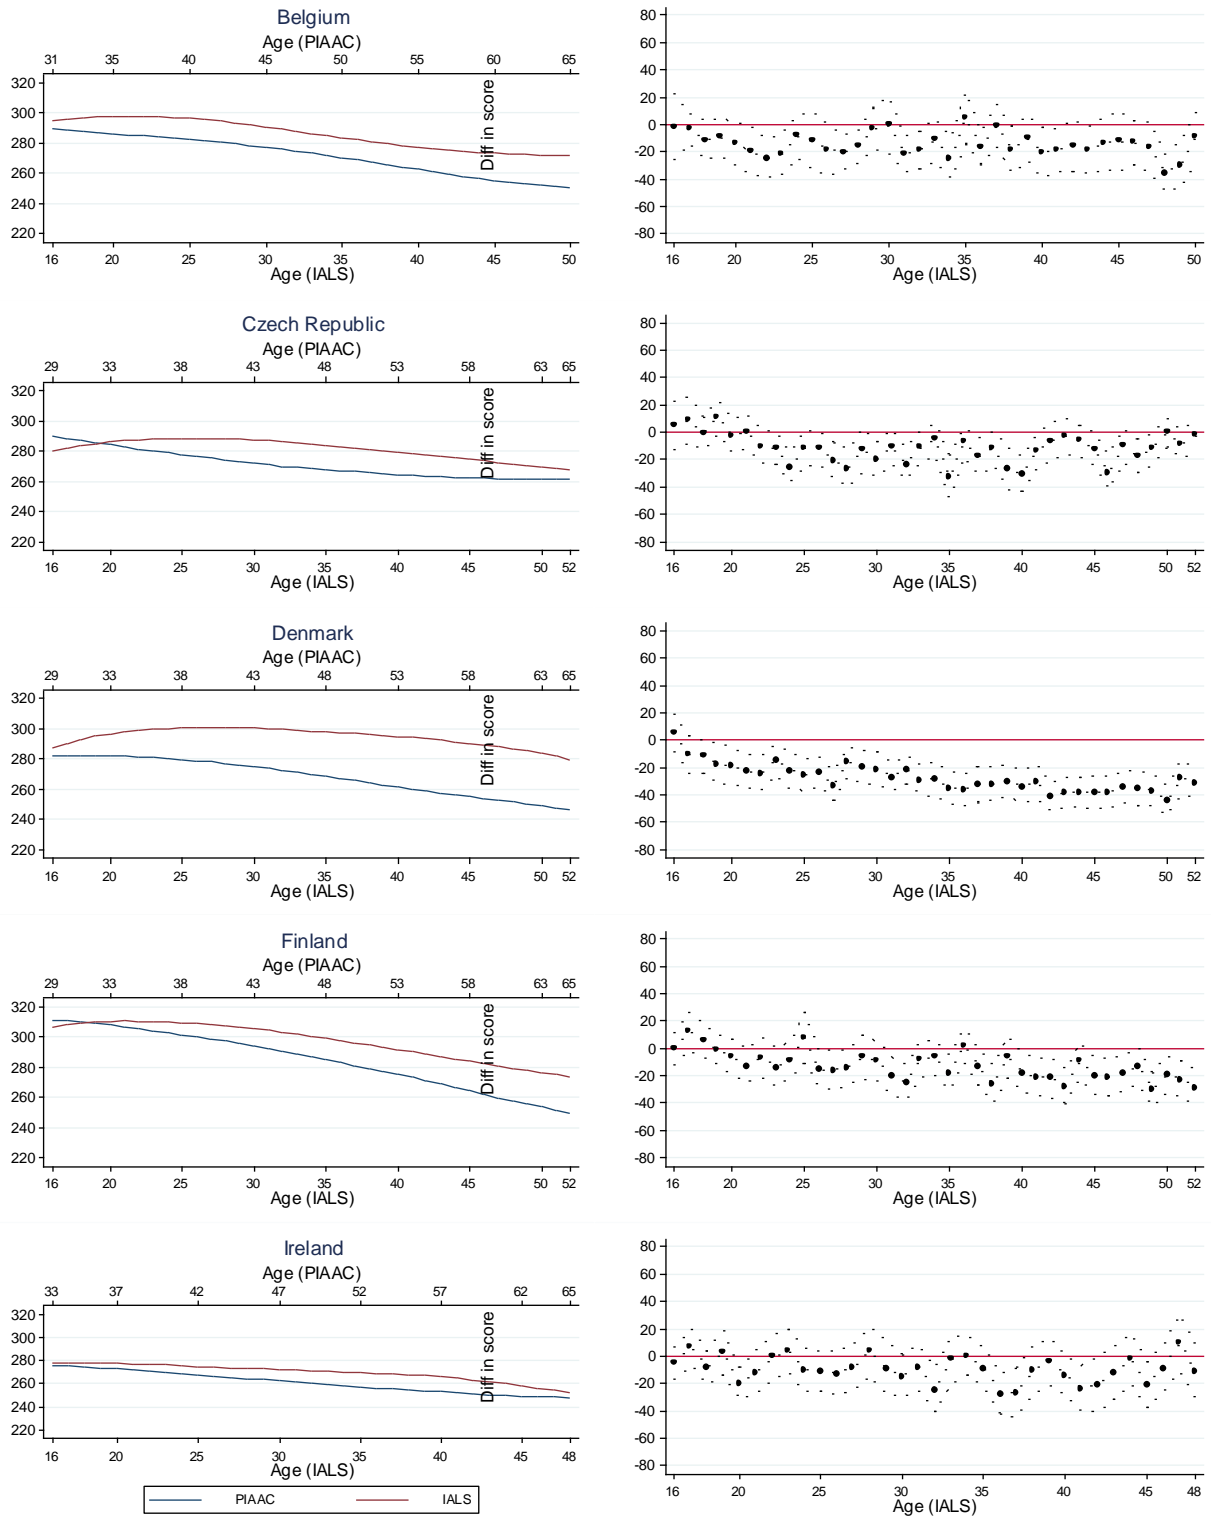 Belgium
Age (PIAAC)
31 35 40 45 50 55 60 65
320
300
280
260
240
220
Diff in score
16 20 25 30 35 40 45 50
Age (IALS)
80
60
40
20
0
-20
-40
-60
-80
16 20 25 30 35 40 45 50
Age (IALS)
Czech Republic
Age (PIAAC)
29 33 38 43 48 53 58 63 65
320
300
280
260
240
220
Diff in score
16 20 25 30 35 40 45 50 52
Age (IALS)
80
60
40
20
0
-20
-40
-60
-80
16 20 25 30 35 40 45 50 52
Age (IALS)
Denmark
Age (PIAAC)
29 33 38 43 48 53 58 63 65
320
300
280
260
240
220
Diff in score
16 20 25 30 35 40 45 50 52
Age (IALS)
80
60
40
20
0
-20
-40
-60
-80
16 20 25 30 35 40 45 50 52
Age (IALS)
Finland
Age (PIAAC)
29 33 38 43 48 53 58 63 65
320
300
280
260
240
220
Diff in score
16 20 25 30 35 40 45 50 52
Age (IALS)
80
60
40
20
0
-20
-40
-60
-80
16 20 25 30 35 40 45 50 52
Age (IALS)
Ireland
Age (PIAAC)
33 37 42 47 52 57 62 65
320
300
280
260
240
220
Diff in score
16 20 25 30 35 40 45 48
Age (IALS)
PIAAC IALS
80
60
40
20
0
-20
-40
-60
-80
16 20 25 30 35 40 45 48
Age (IALS)